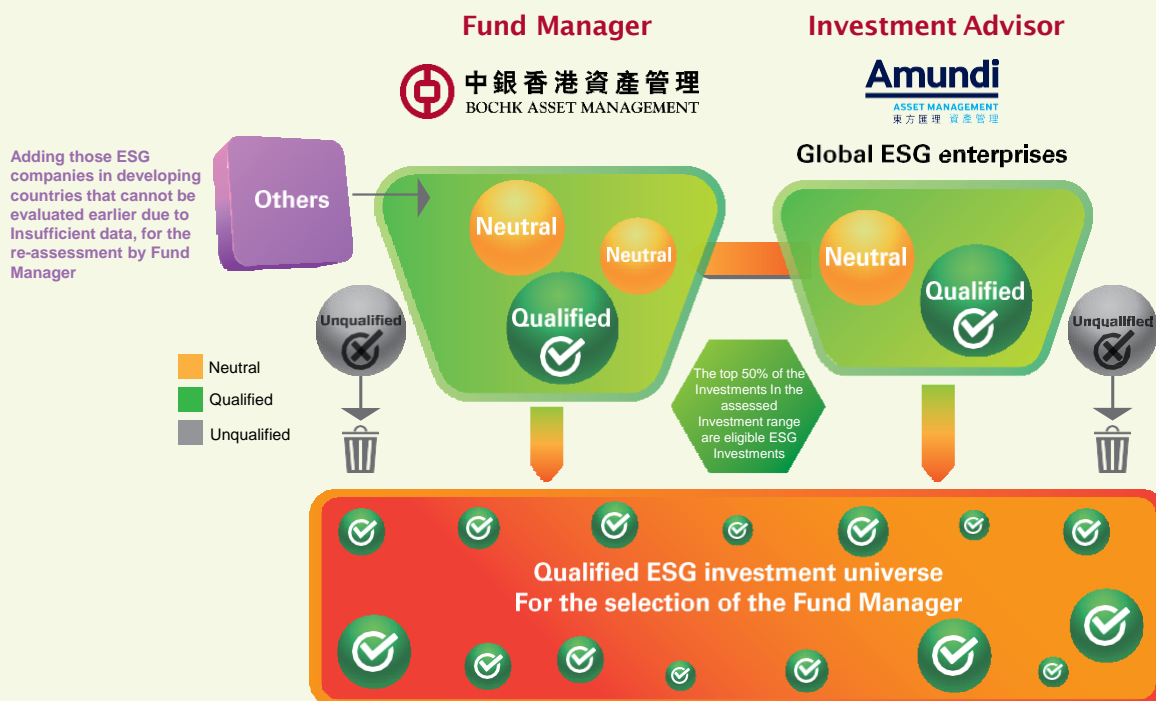 Fund Manager
Investment Advisor
中銀香港資產管理
BOCHK ASSET MANAGEMENT
Amundi
ASSET MANAGEMENT
東方匯理 資產管理
Global ESG enterprises
Adding those ESG
companies in developing
countries that cannot be
evaluated earlier due to
Insufficient data, for the
re-assessment by Fund
Manager
Others
Neutral
Neutral
Qualified
Neutral
Qualified
Unqualified
Unqualified
Neutral
Qualified
Unqualified
The top 50% of the
Investments In the
assessed
Investment range
are eligible ESG
Investments
Qualified ESG investment universe
For the selection of the Fund Manager